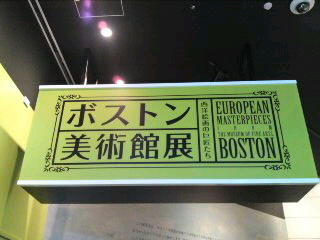 ボストン
美術館展
西洋絵画の巨匠たち
EUROPEAN
MASTERPIECES
FROM
THE MUSEUM OF FINE ARTS,
BOSTON